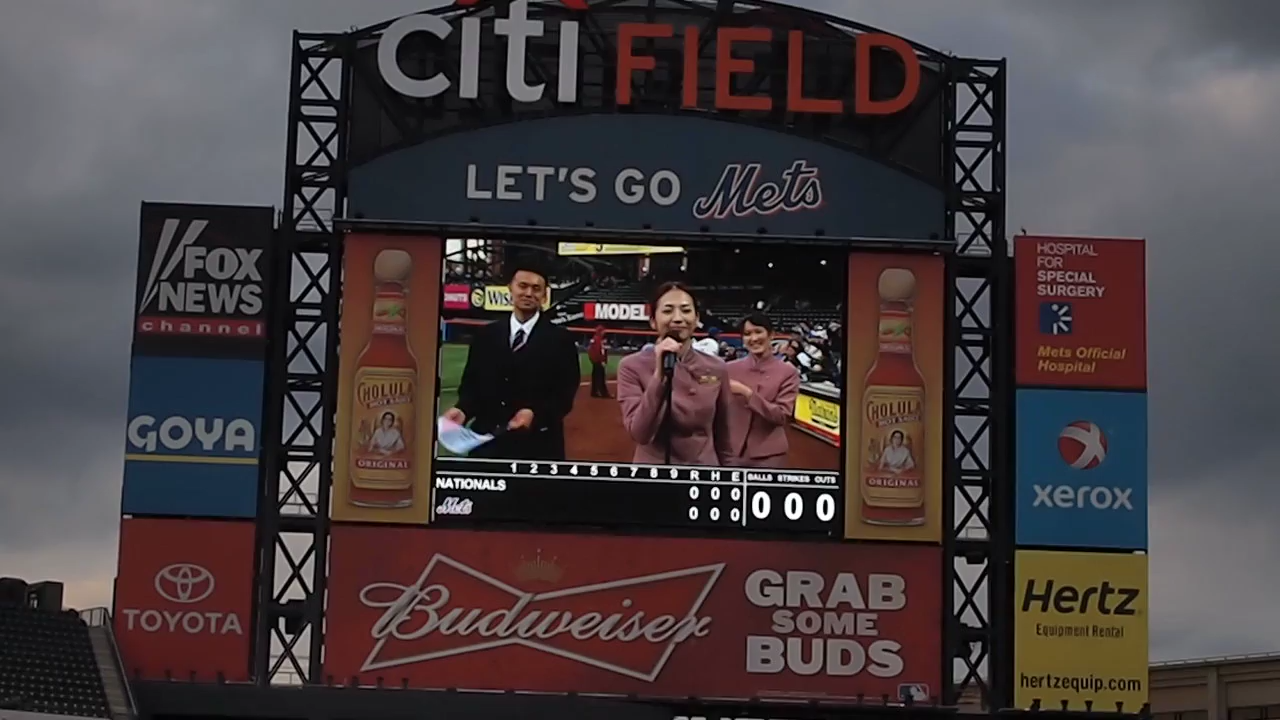 citi FIELD
LET'S GO Mets
FOX
NEWS
channel
GOYA
TOYOTA
CHOLULA
HOT SAUCE
ORIGINAL
MODEL
1 2 3 4 5 6 7 8 9 R H E BALLS STRIKES OUTS
NATIONALS 0 0 0
Mets 0 0 0
0 0 0
CHOLULA
HOT SAUCE
ORIGINAL
Budweiser
GRAB
SOME
BUDS
HOSPITAL
FOR
SPECIAL
SURGERY
Mets Official
Hospital
xerox
Hertz
Equipment Rental
hertzequip.com